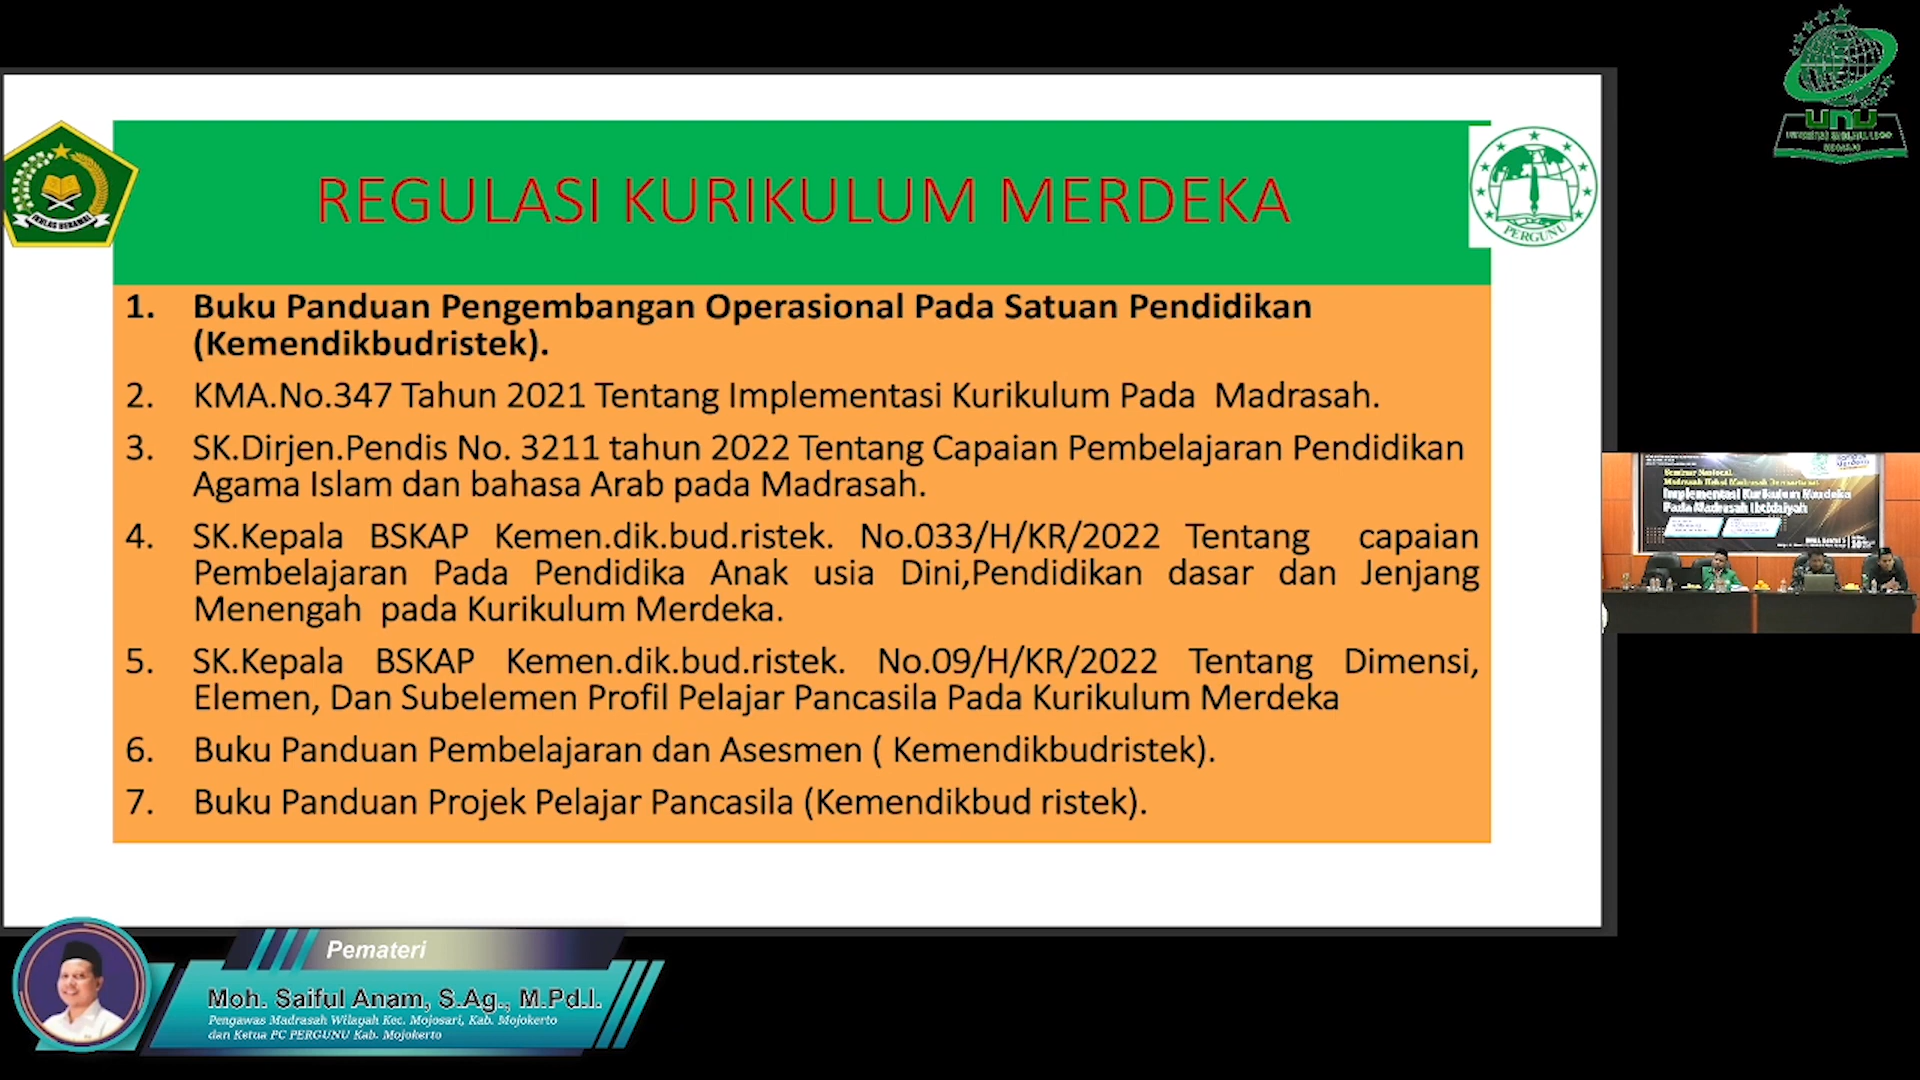 REGULASI KURIKULUM MERDEKA
IKHLAS BERAMAL
PERGUNU
UNU
1. Buku Panduan Pengembangan Operasional Pada Satuan Pendidikan
(Kemendikbudristek).
2. KMA.No.347 Tahun 2021 Tentang Implementasi Kurikulum Pada Madrasah.
3. SK.Dirjen.Pendis No. 3211 tahun 2022 Tentang Capaian Pembelajaran Pendidikan
Agama Islam dan bahasa Arab pada Madrasah.
4. SK.Kepala BSKAP Kemen.dik.bud.ristek. No.033/H/KR/2022 Tentang capaian
Pembelajaran Pada Pendidika Anak usia Dini,Pendidikan dasar dan Jenjang
Menengah pada Kurikulum Merdeka.
5. SK.Kepala BSKAP Kemen.dik.bud.ristek. No.09/H/KR/2022 Tentang Dimensi,
Elemen, Dan Subelemen Profil Pelajar Pancasila Pada Kurikulum Merdeka
6. Buku Panduan Pembelajaran dan Asesmen ( Kemendikbudristek).
7. Buku Panduan Projek Pelajar Pancasila (Kemendikbud ristek).
Seminar Nasional
Implementasi Kurikulum Merdeka
Pada Madrasah Ibtidaiyah
Pemateri
Moh. Saiful Anam, S.Ag., M.Pd.I.
Pengawas Madrasah Wilayah Kec. Mojosari, Kab. Mojokerto
dan Ketua PC PERGUNU Kab. Mojokerto